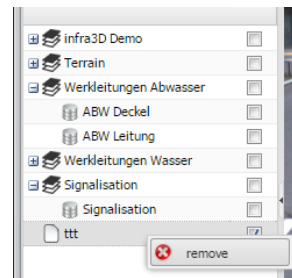 infra3D Demo
Terrain
Werkleitungen Abwasser
ABW Deckel
ABW Leitung
Werkleitungen Wasser
Signalisation
Signalisation
ttt
remove